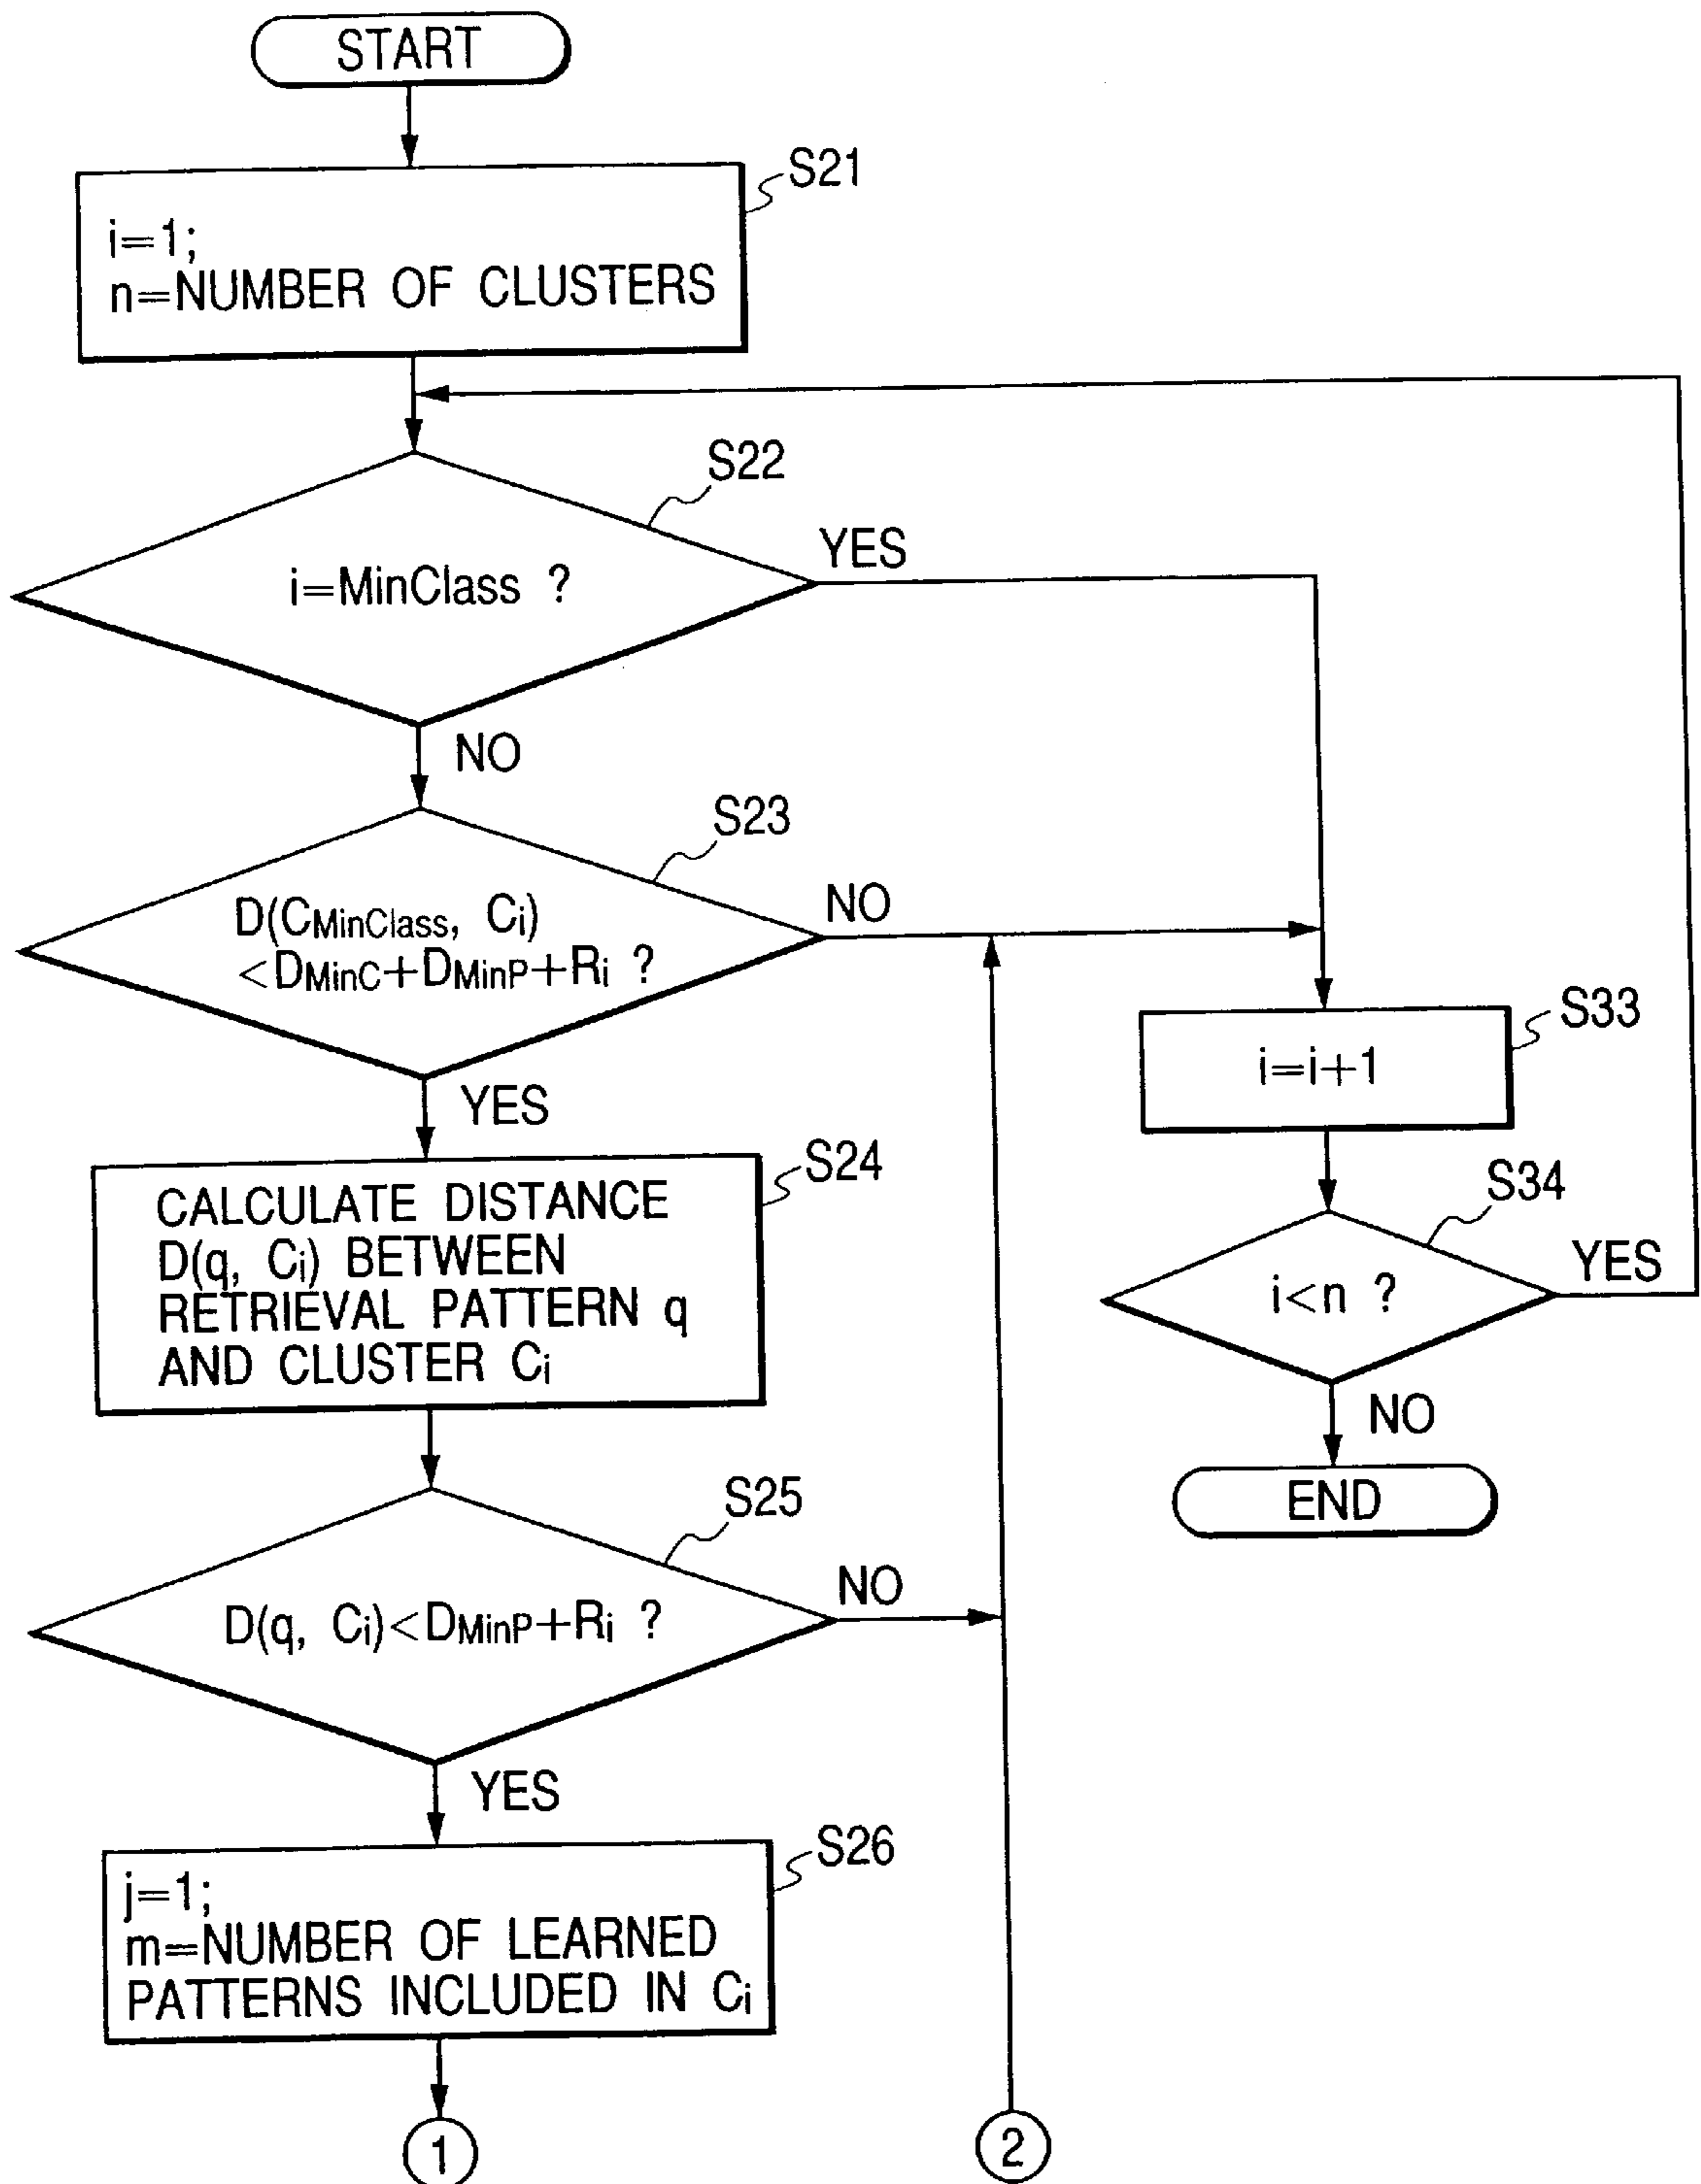 START
S21
i=1;
n=NUMBER OF CLUSTERS
S22
i=MinClass ?
YES
NO
S23
D(CMinClass, Ci)
<DMinC+DMinP+Ri ?
NO
YES
S33
i=i+1
S24
CALCULATE DISTANCE
D(q, Ci) BETWEEN
RETRIEVAL PATTERN q
AND CLUSTER Ci
S34
i<n ?
YES
NO
END
S25
D(q, Ci)<DMinP+Ri ?
NO
YES
S26
j=1;
m=NUMBER OF LEARNED
PATTERNS INCLUDED IN Ci
1
2